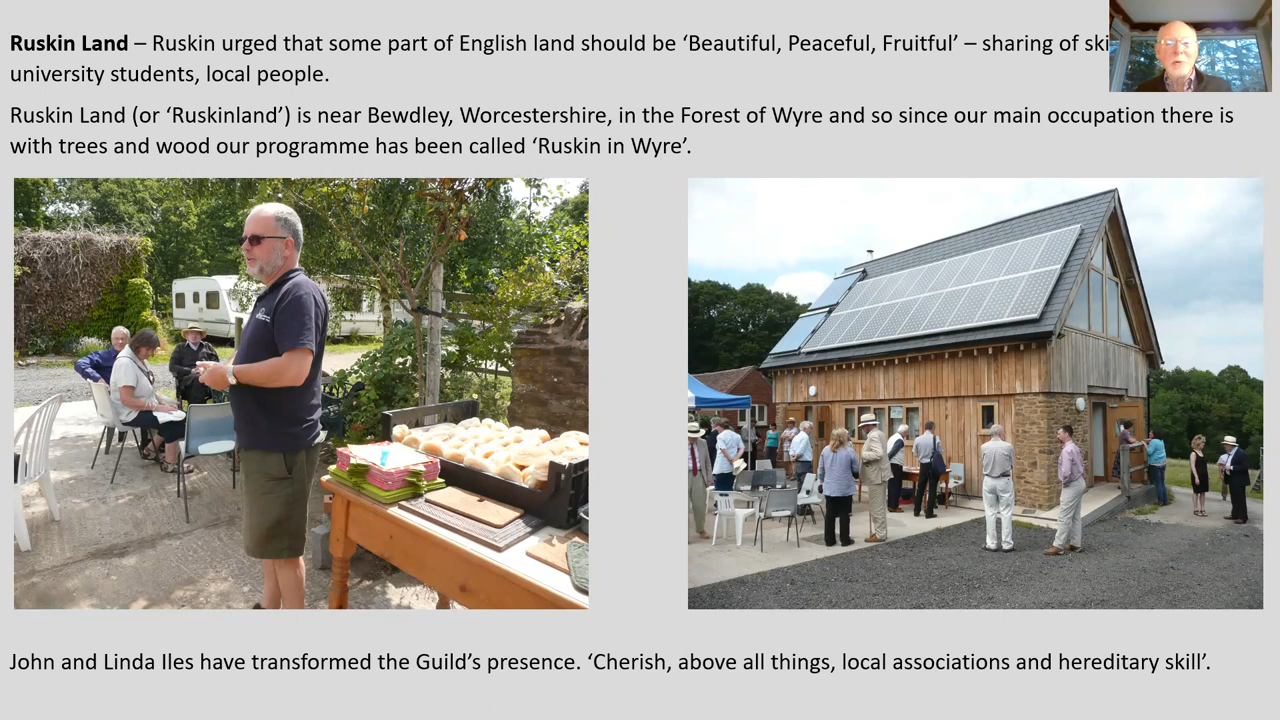 Ruskin Land – Ruskin urged that some part of English land should be ‘Beautiful, Peaceful, Fruitful’ – sharing of
university students, local people.
Ruskin Land (or ‘Ruskinland’) is near Bewdley, Worcestershire, in the Forest of Wyre and so since our main occupation there is
with trees and wood our programme has been called ‘Ruskin in Wyre’.
John and Linda Iles have transformed the Guild’s presence. ‘Cherish, above all things, local associations and hereditary skill’.